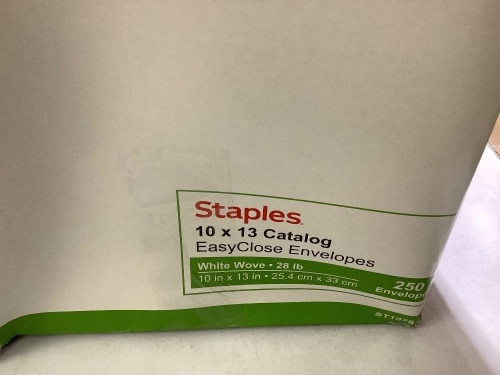 Staples
10 x 13 Catalog
EasyClose Envelopes
White Wove • 28 lb
10 in x 13 in • 25.4 cm x 33 cm
250